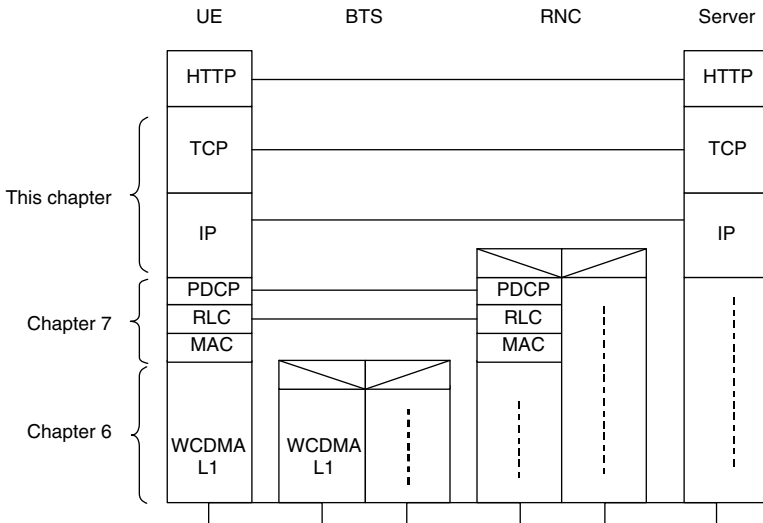 UE BTS RNC Server
HTTP HTTP
TCP TCP
This chapter
IP IP
PDCP PDCP
Chapter 7 RLC RLC
MAC MAC
Chapter 6
WCDMA WCDMA
L1 L1